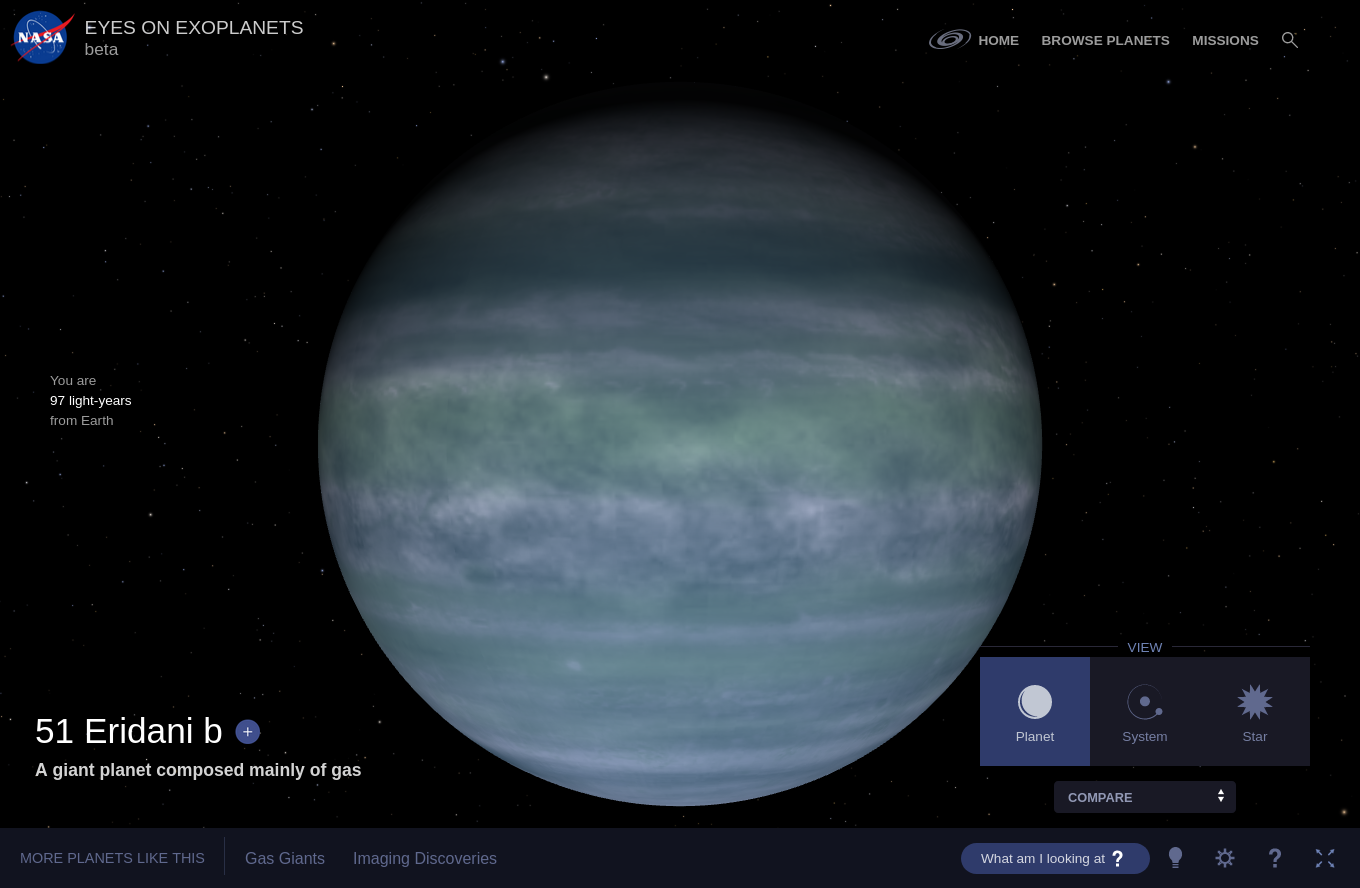 NASA
EYES ON EXOPLANETS
beta
HOME
BROWSE PLANETS
MISSIONS
You are
97 light-years
from Earth
51 Eridani b +
A giant planet composed mainly of gas
VIEW
Planet
System
Star
COMPARE
MORE PLANETS LIKE THIS
Gas Giants
Imaging Discoveries
What am I looking at ?
?